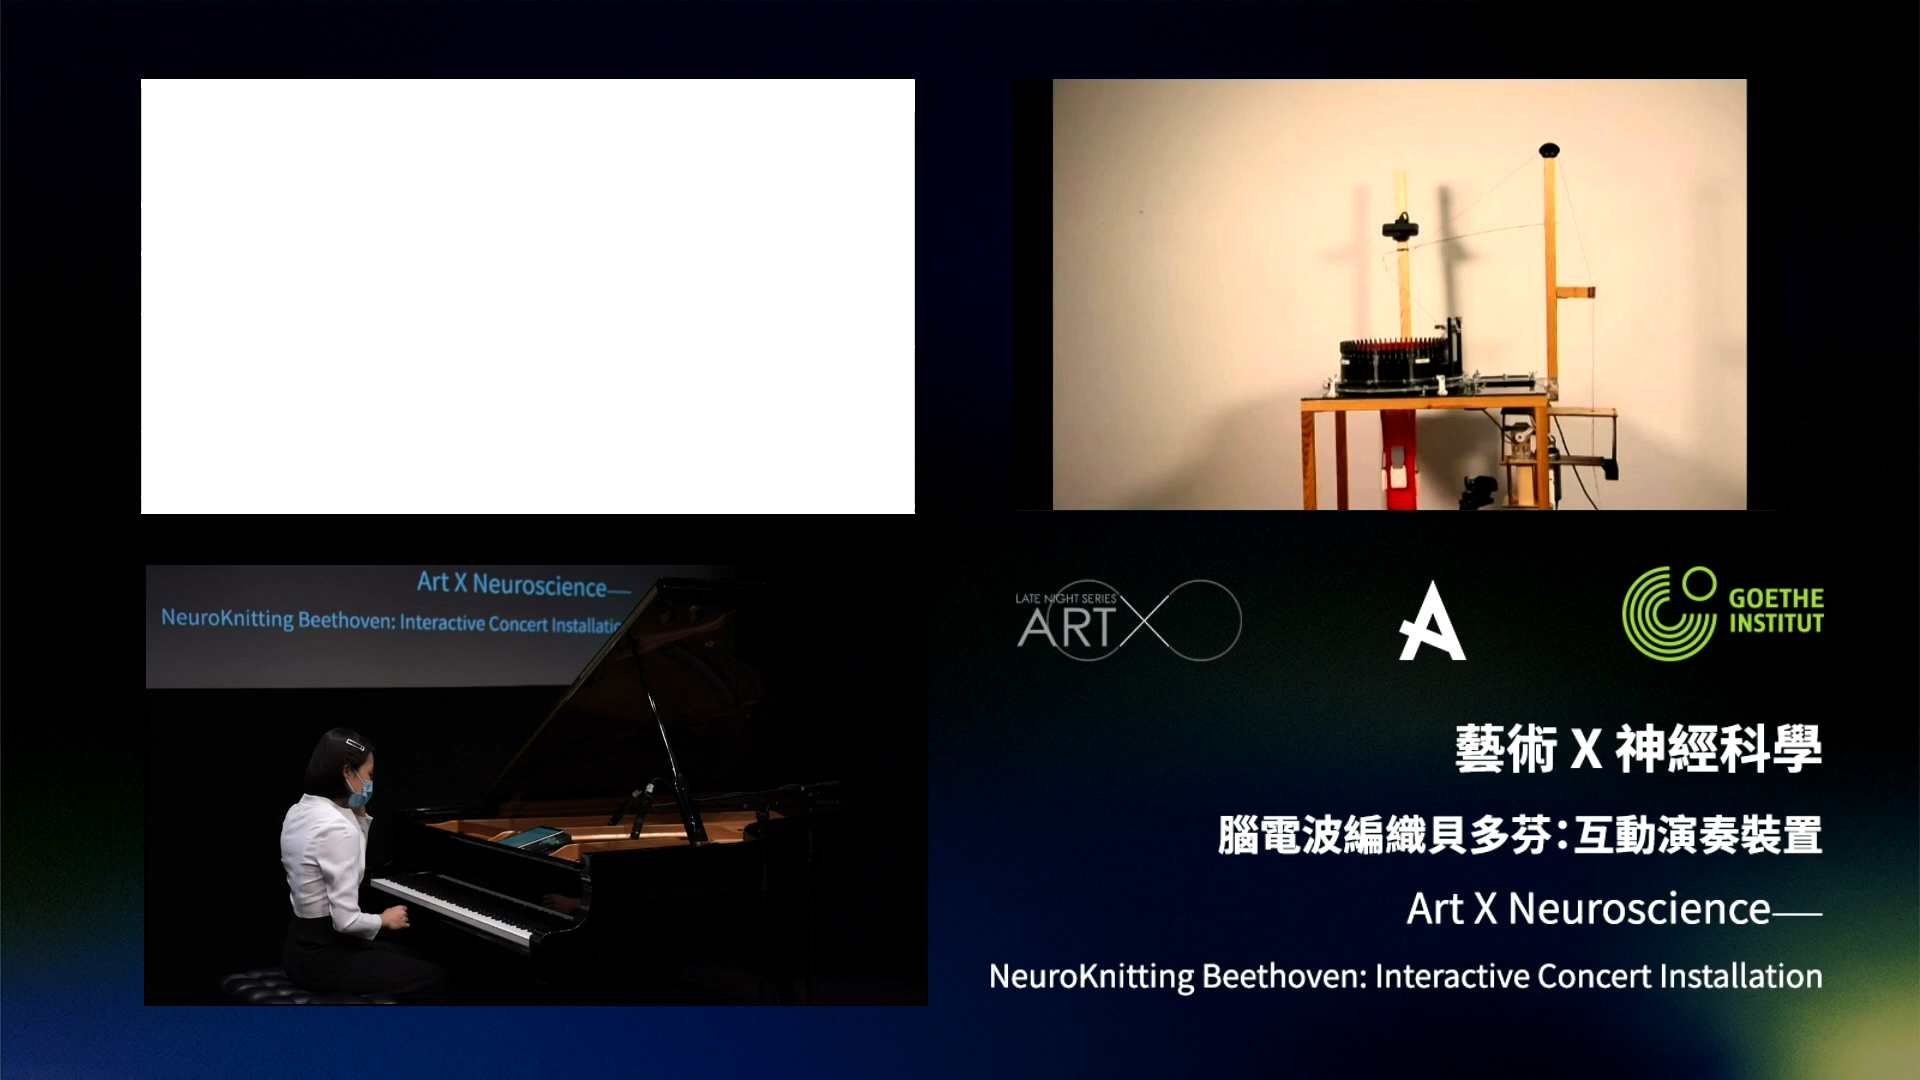 Art X Neuroscience—
NeuroKnitting Beethoven: Interactive Concert Installatio
LATE NIGHT SERIES
ART X
A
GOETHE
INSTITUT
藝術 X 神經科學
腦電波編織貝多芬：互動演奏裝置
Art X Neuroscience—
NeuroKnitting Beethoven: Interactive Concert Installation